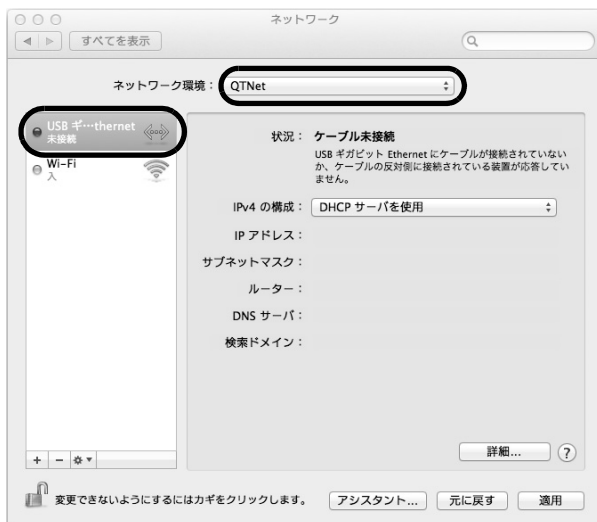 ネットワーク
すべてを表示
ネットワーク環境： QTNet
USB ギ…thernet
未接続
Wi-Fi
入
状況： ケーブル未接続
USB ギガビット Ethernet にケーブルが接続されていない
か、ケーブルの反対側に接続されている装置が応答してい
ません。
IPv4 の構成： DHCP サーバを使用
IP アドレス：
サブネットマスク：
ルーター：
DNS サーバ：
検索ドメイン：
+ −
詳細... ?
変更できないようにするにはカギをクリックします。 アシスタント... 元に戻す 適用